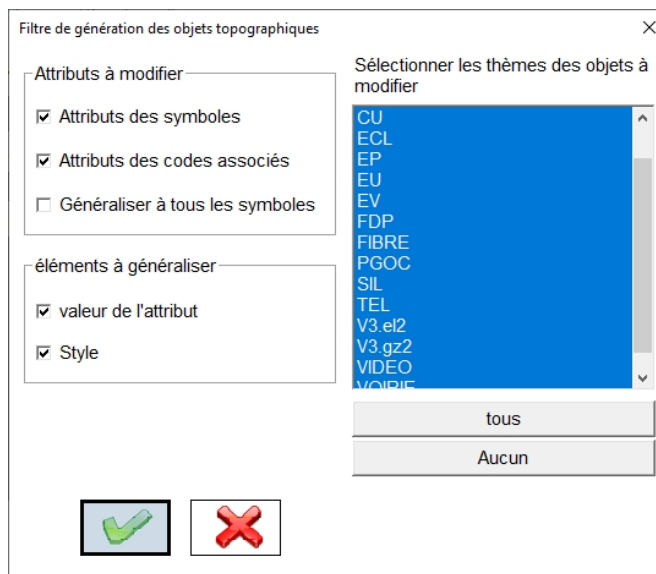 Filtre de génération des objets topographiques
Attributs à modifier
Attributs des symboles
Attributs des codes associés
Généraliser à tous les symboles
éléments à généraliser
valeur de l'attribut
Style
Sélectionner les thèmes des objets à
modifier
CU
ECL
EP
EU
EV
FDP
FIBRE
PGOC
SIL
TEL
V3.el2
V3.gz2
VIDEO
VOIRIE
tous
Aucun